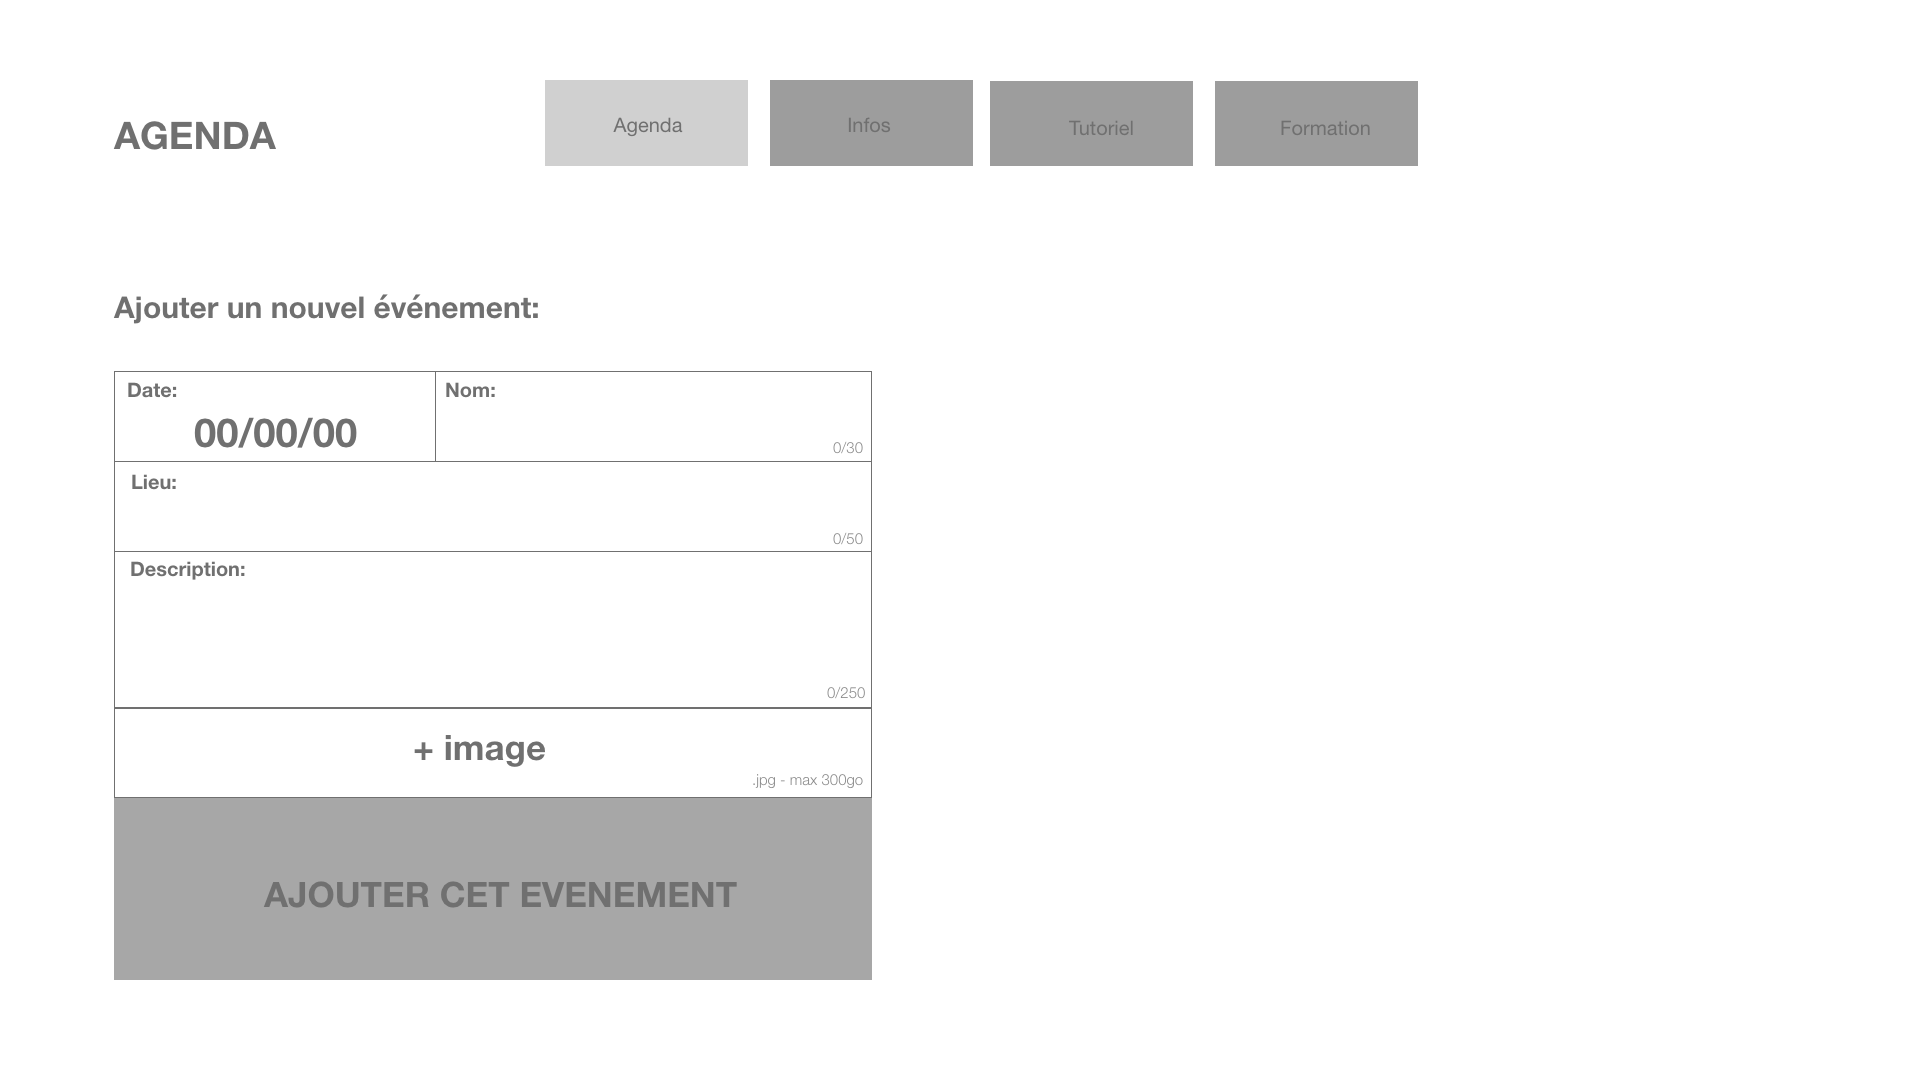 AGENDA
Agenda
Infos
Tutoriel
Formation
Ajouter un nouvel événement:
Date:
00/00/00
Nom:
0/30
Lieu:
0/50
Description:
0/250
+ image
.jpg - max 300go
AJOUTER CET EVENEMENT